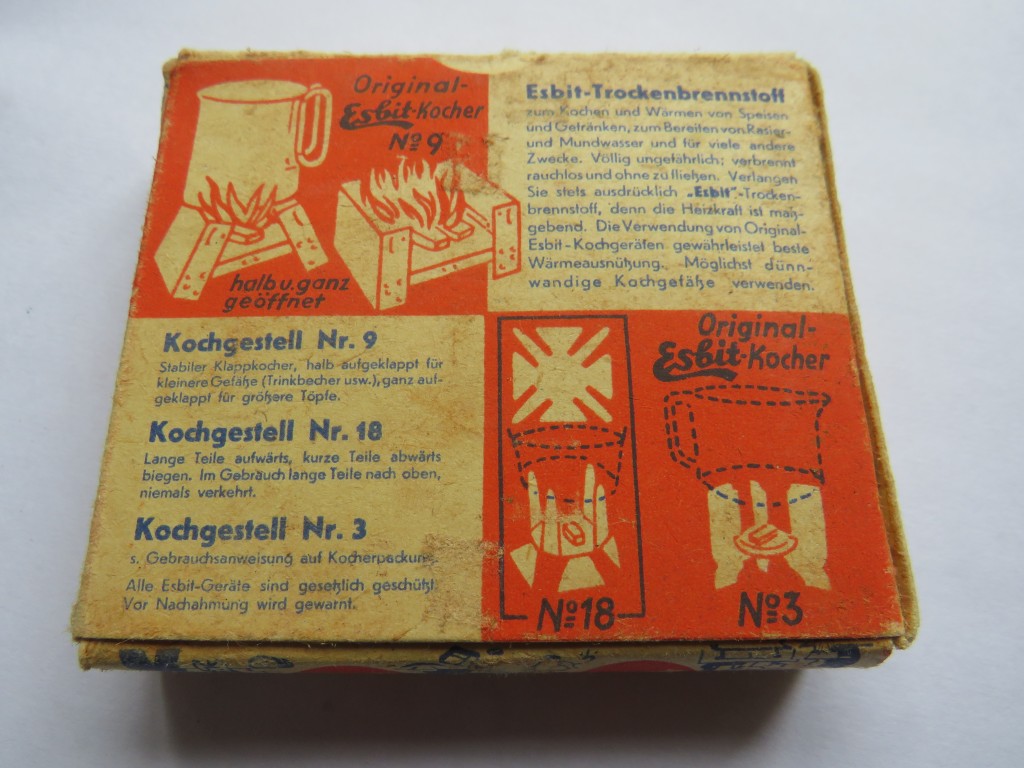 Original-
Esbit-Kocher
№ 9
halb u. ganz
geöffnet
Esbit-Trockenbrennstoff
zum Kochen und Wärmen von Speisen
und Getränken, zum Bereiten von Rasier-
und Mundwasser und für viele andere
Zwecke. Völlig ungefährlich; verbrennt
rauchlos und ohne zu fließen. Verlangen
Sie stets ausdrücklich „Esbit"-Trocken-
brennstoff, denn die Heizkraft ist maß-
gebend. Die Verwendung von Original-
Esbit-Kochgeräten gewährleistet beste
Wärmeausnützung. Möglichst dünn-
wandige Kochgefäße verwenden.
Kochgestell Nr. 9
Stabiler Klappkocher, halb aufgeklappt für
kleinere Gefäße (Trinkbecher usw.), ganz auf-
geklappt für größere Töpfe.
Kochgestell Nr. 18
Lange Teile aufwärts, kurze Teile abwärts
biegen. Im Gebrauch lange Teile nach oben,
niemals verkehrt.
Kochgestell Nr. 3
s. Gebrauchsanweisung auf Kocherpackung.
Alle Esbit-Geräte sind gesetzlich geschützt.
Vor Nachahmung wird gewarnt.
№ 18
Original-
Esbit-Kocher
№ 3